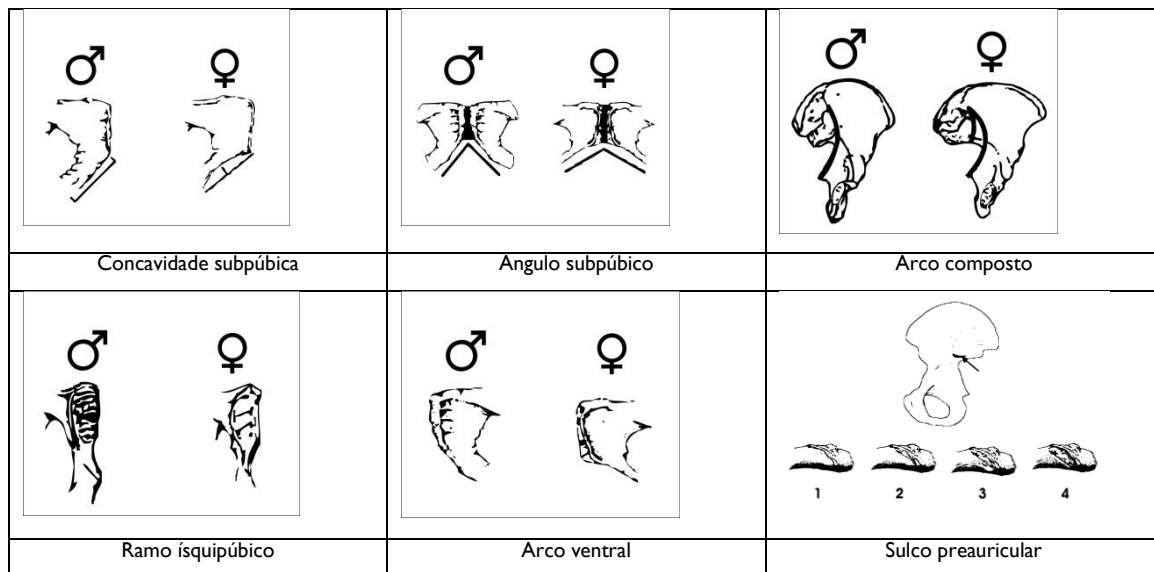 ♂ ♀
♂ ♀
♂ ♀
Concavidade subpúbica
Angulo subpúbico
Arco composto
♂ ♀
♂ ♀
1 2 3 4
Ramo ísquipúbico
Arco ventral
Sulco preauricular